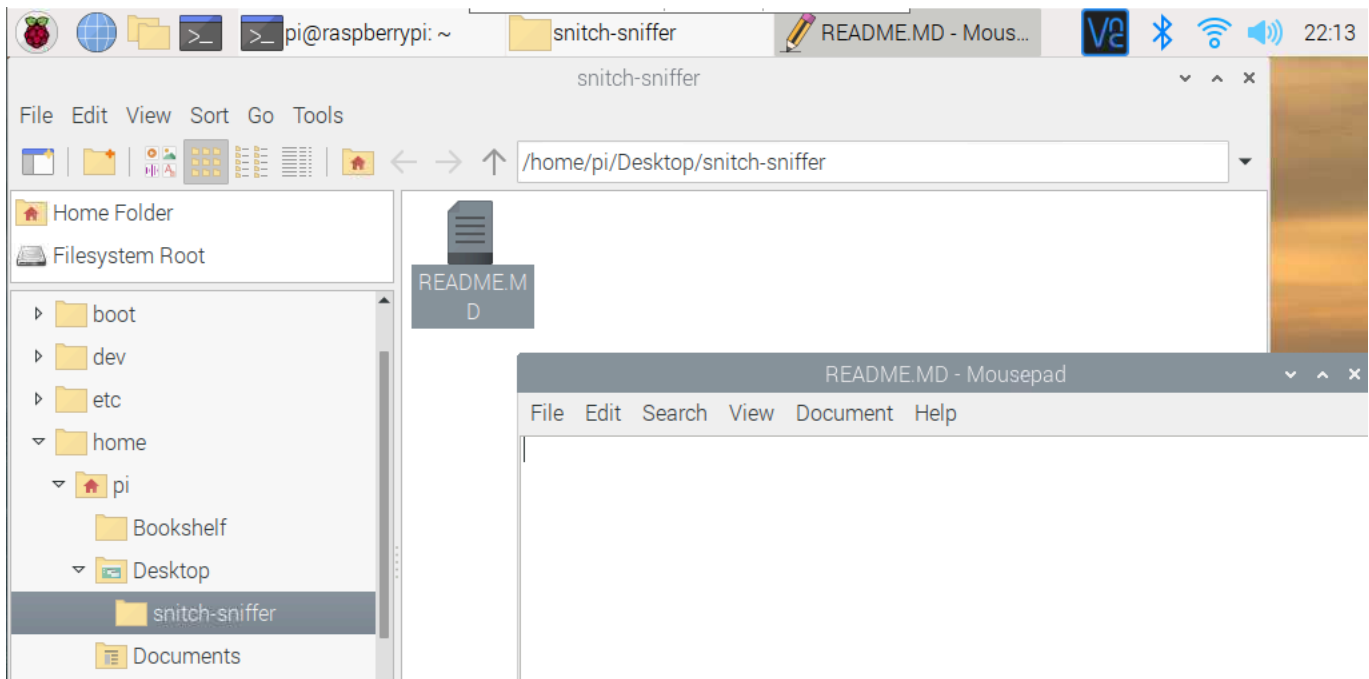 >_ >_ pi@raspberrypi: ~ snitch-sniffer README.MD - Mous... V2 22:13
snitch-sniffer
File Edit View Sort Go Tools
/home/pi/Desktop/snitch-sniffer
Home Folder
Filesystem Root
README.M
D
boot
dev
etc
home
pi
Bookshelf
Desktop
snitch-sniffer
Documents
README.MD - Mousepad
File Edit Search View Document Help